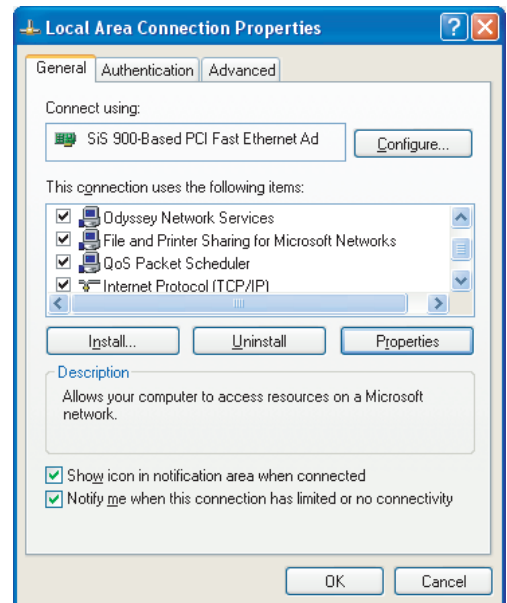 Local Area Connection Properties
General Authentication Advanced
Connect using:
SiS 900-Based PCI Fast Ethernet Ad Configure...
This connection uses the following items:
Odyssey Network Services
File and Printer Sharing for Microsoft Networks
QoS Packet Scheduler
Internet Protocol (TCP/IP)
Install... Uninstall Properties
Description
Allows your computer to access resources on a Microsoft
network.
Show icon in notification area when connected
Notify me when this connection has limited or no connectivity
OK Cancel